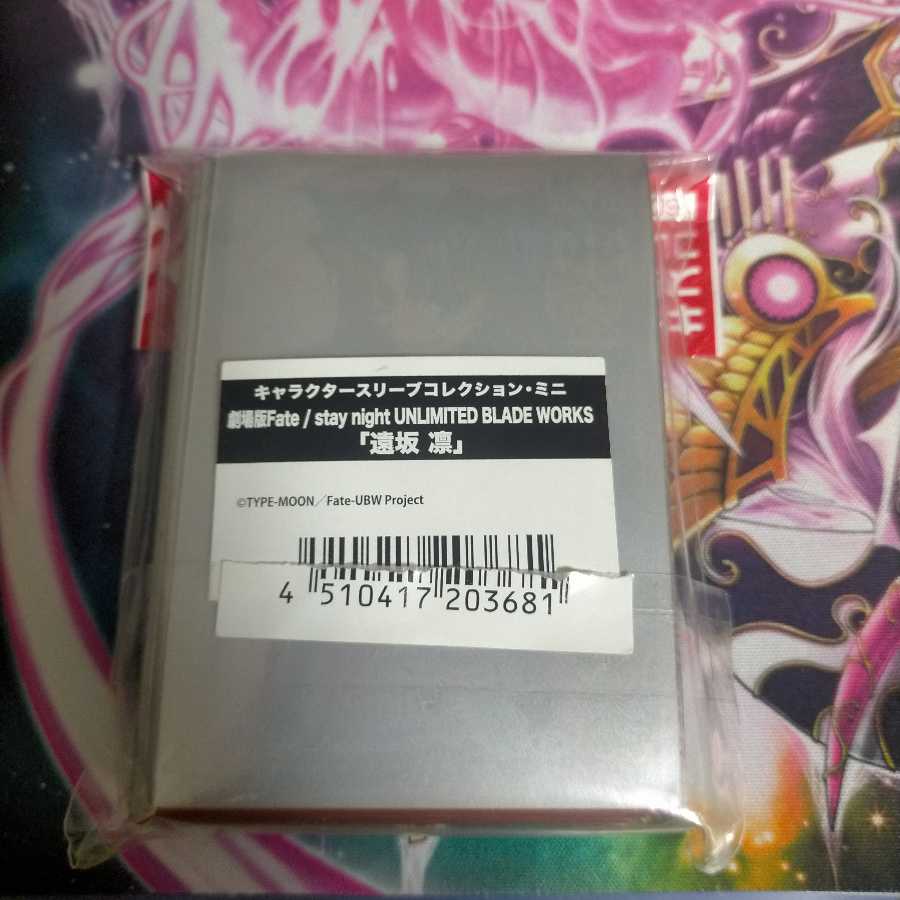 キャラクタースリーブコレクション・ミニ
劇場版Fate / stay night UNLIMITED BLADE WORKS
「遠坂 凛」
©TYPE-MOON／Fate-UBW Project
4 510417 203681